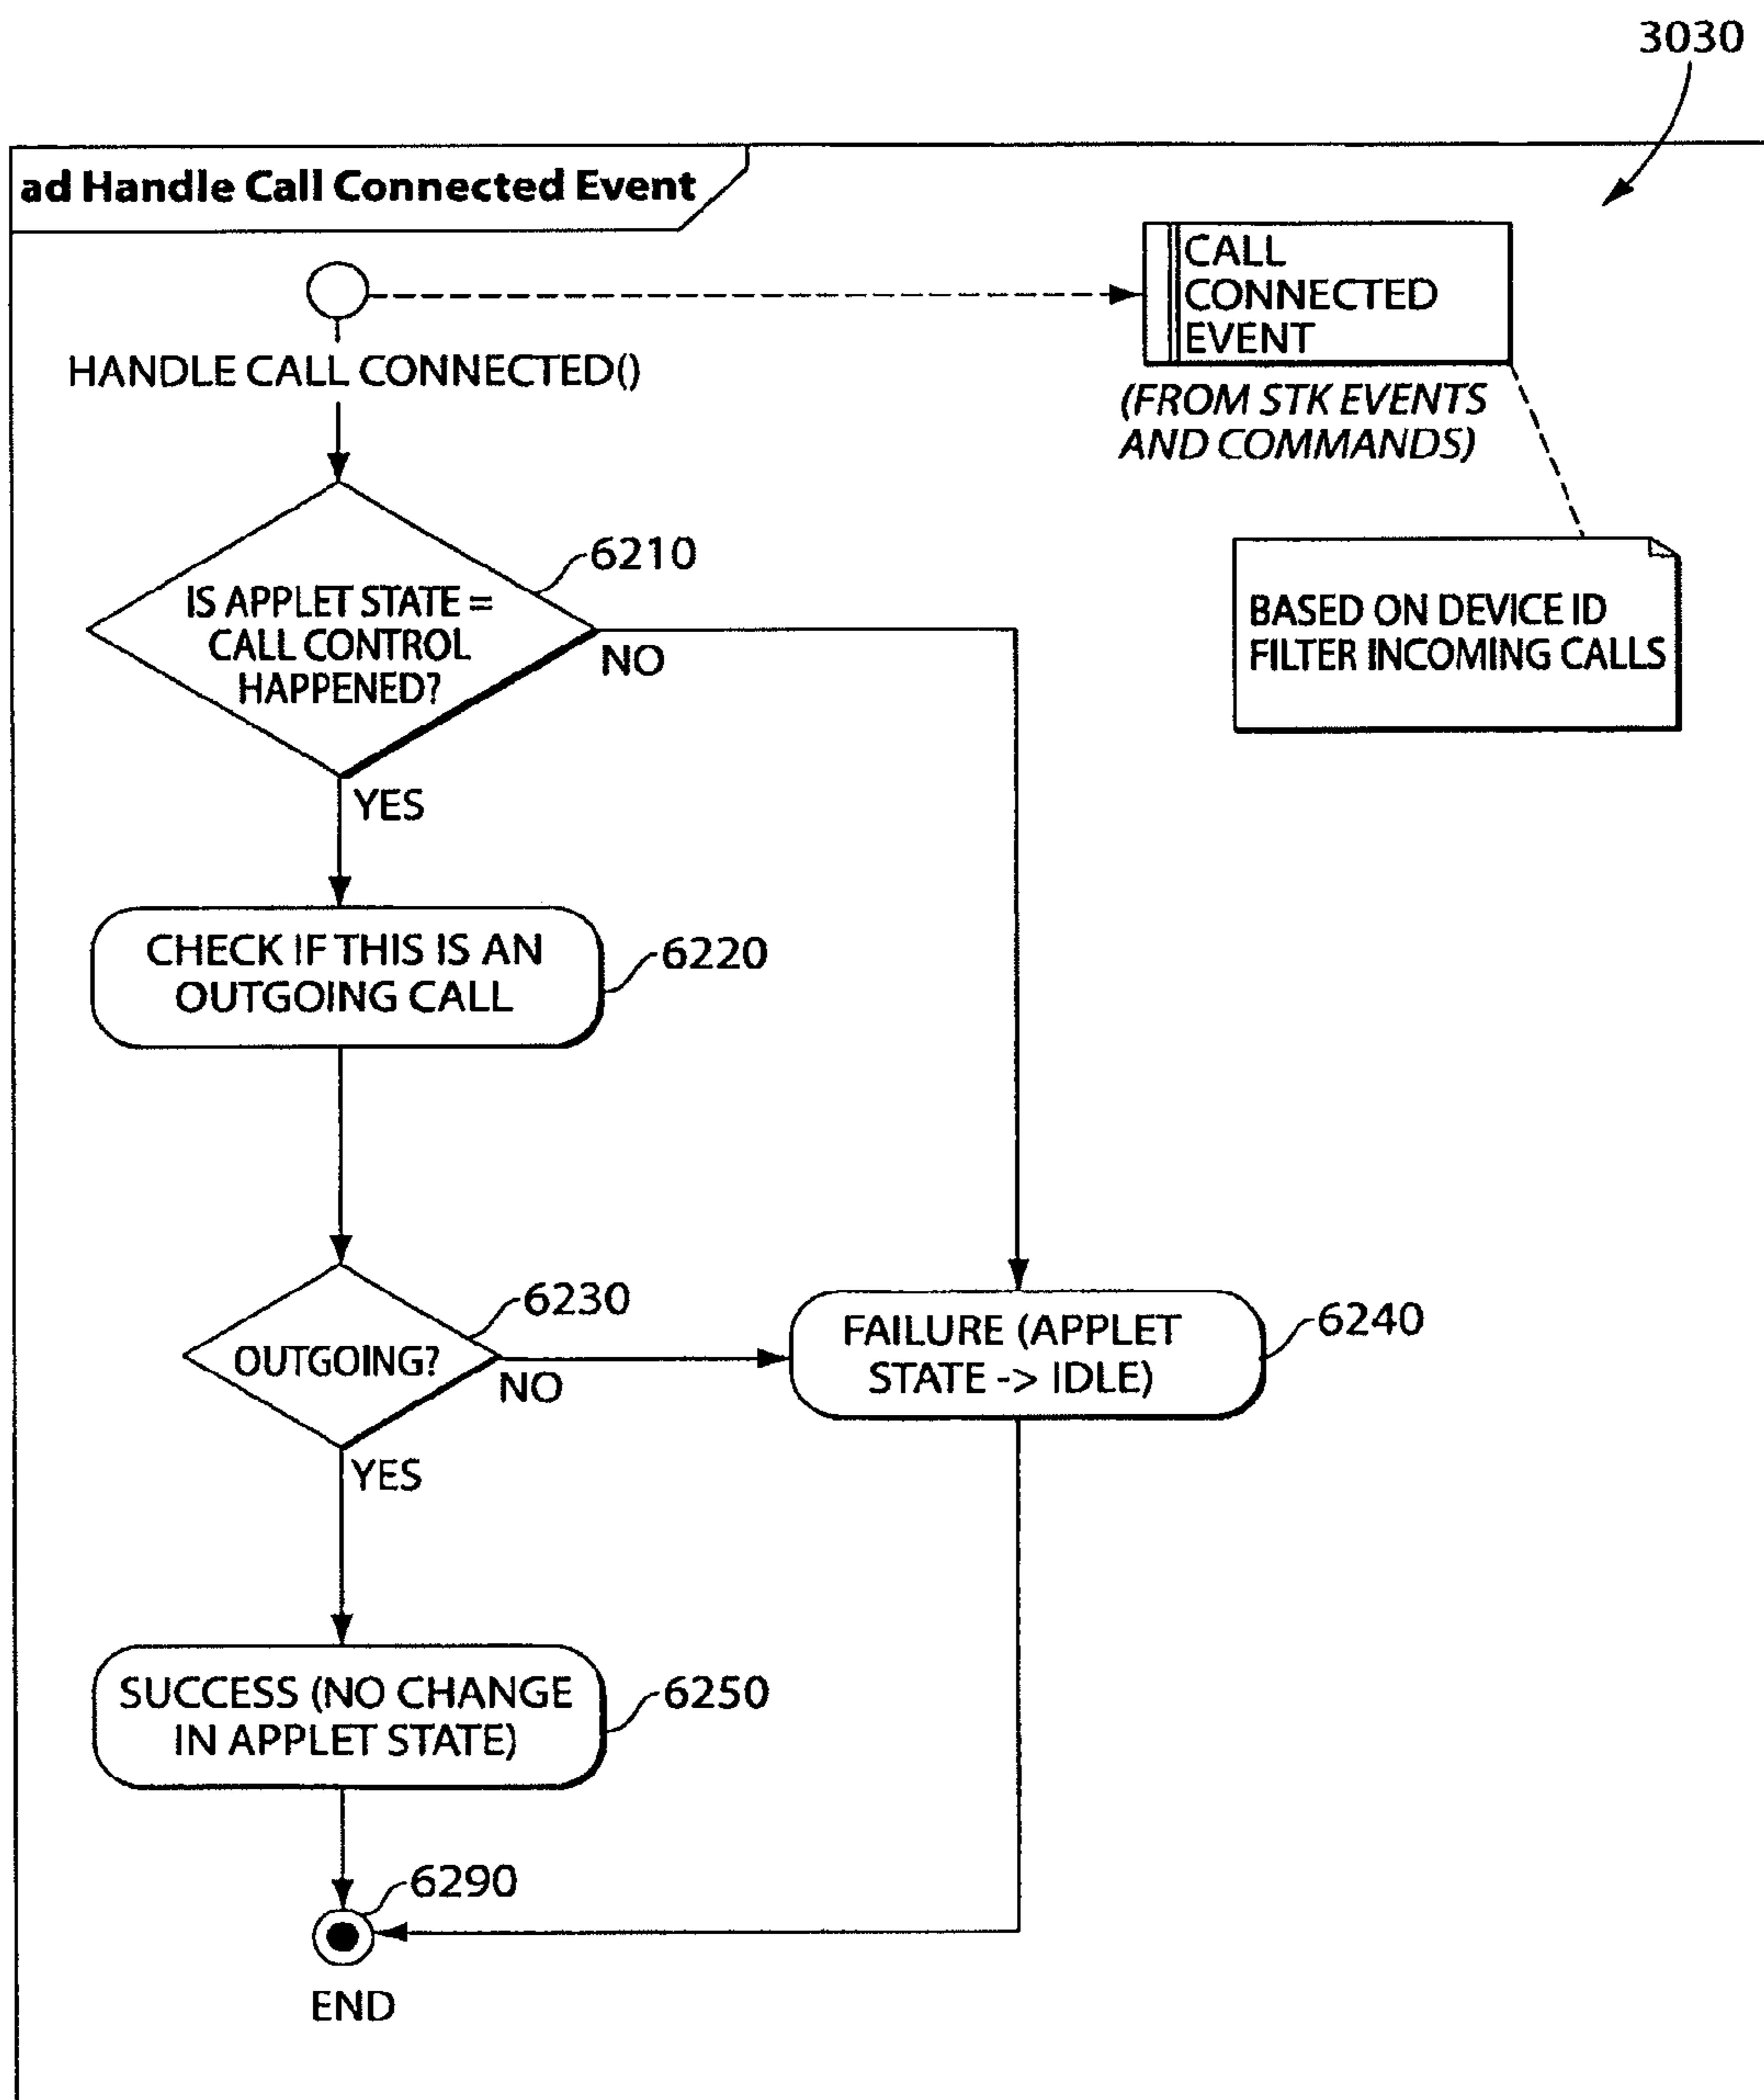 3030
ad Handle Call Connected Event
CALL
CONNECTED
EVENT
HANDLE CALL CONNECTED()
(FROM STK EVENTS
AND COMMANDS)
6210
IS APPLET STATE =
CALL CONTROL
HAPPENED?
NO
YES
BASED ON DEVICE ID
FILTER INCOMING CALLS
CHECK IF THIS IS AN
OUTGOING CALL
6220
6230
OUTGOING?
NO
YES
FAILURE (APPLET
STATE -> IDLE)
6240
SUCCESS (NO CHANGE
IN APPLET STATE)
6250
6290
END